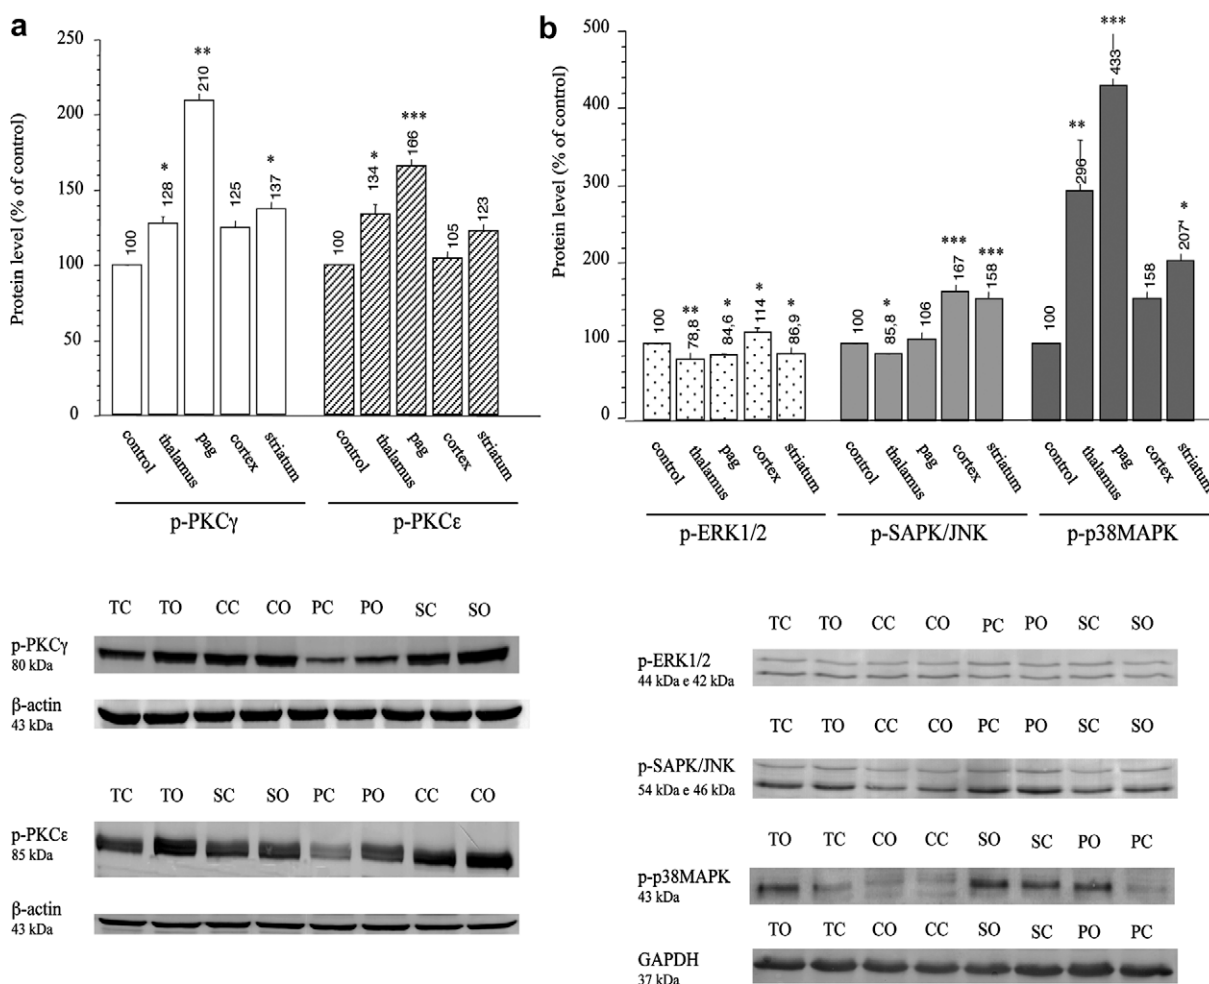 a
Protein level (% of control)
250
200
150
100
50
0
100
128
*
210
**
125
137
*
100
134
*
166
***
105
123
control
thalamus
pag
cortex
striatum
control
thalamus
pag
cortex
striatum
p-PKCγ
p-PKCε
TC TO CC CO PC PO SC SO
p-PKCγ
80 kDa
β-actin
43 kDa
TC TO SC SO PC PO CC CO
p-PKCε
85 kDa
β-actin
43 kDa
b
Protein level (% of control)
500
400
300
200
100
0
100
78,8
**
84,6
*
114
*
86,9
*
100
85,8
*
106
167
***
158
***
100
296
**
433
***
158
207
*
control
thalamus
pag
cortex
striatum
control
thalamus
pag
cortex
striatum
control
thalamus
pag
cortex
striatum
p-ERK1/2
p-SAPK/JNK
p-p38MAPK
TC TO CC CO PC PO SC SO
p-ERK1/2
44 kDa e 42 kDa
TC TO CC CO PC PO SC SO
p-SAPK/JNK
54 kDa e 46 kDa
TO TC CO CC SO SC PO PC
p-p38MAPK
43 kDa
TO TC CO CC SO SC PO PC
GAPDH
37 kDa